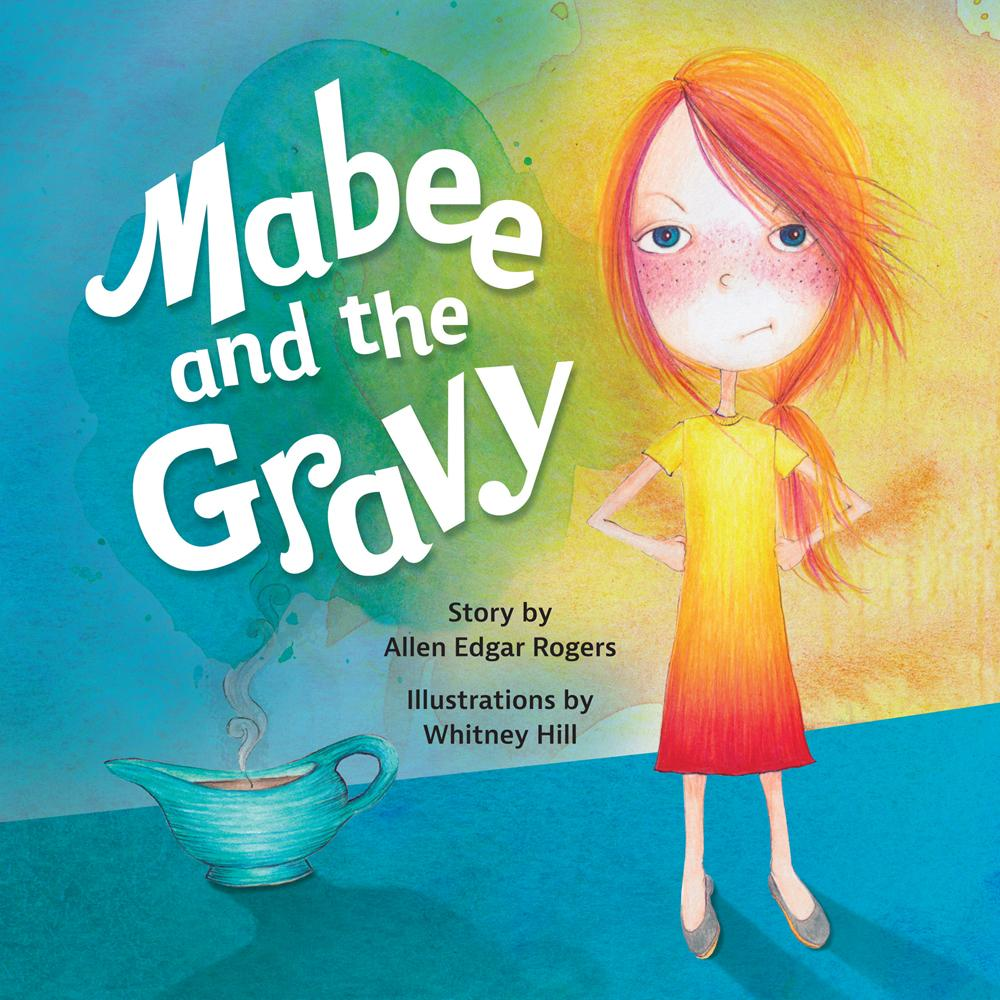 Mabee
and the
Gravy
Story by
Allen Edgar Rogers
Illustrations by
Whitney Hill